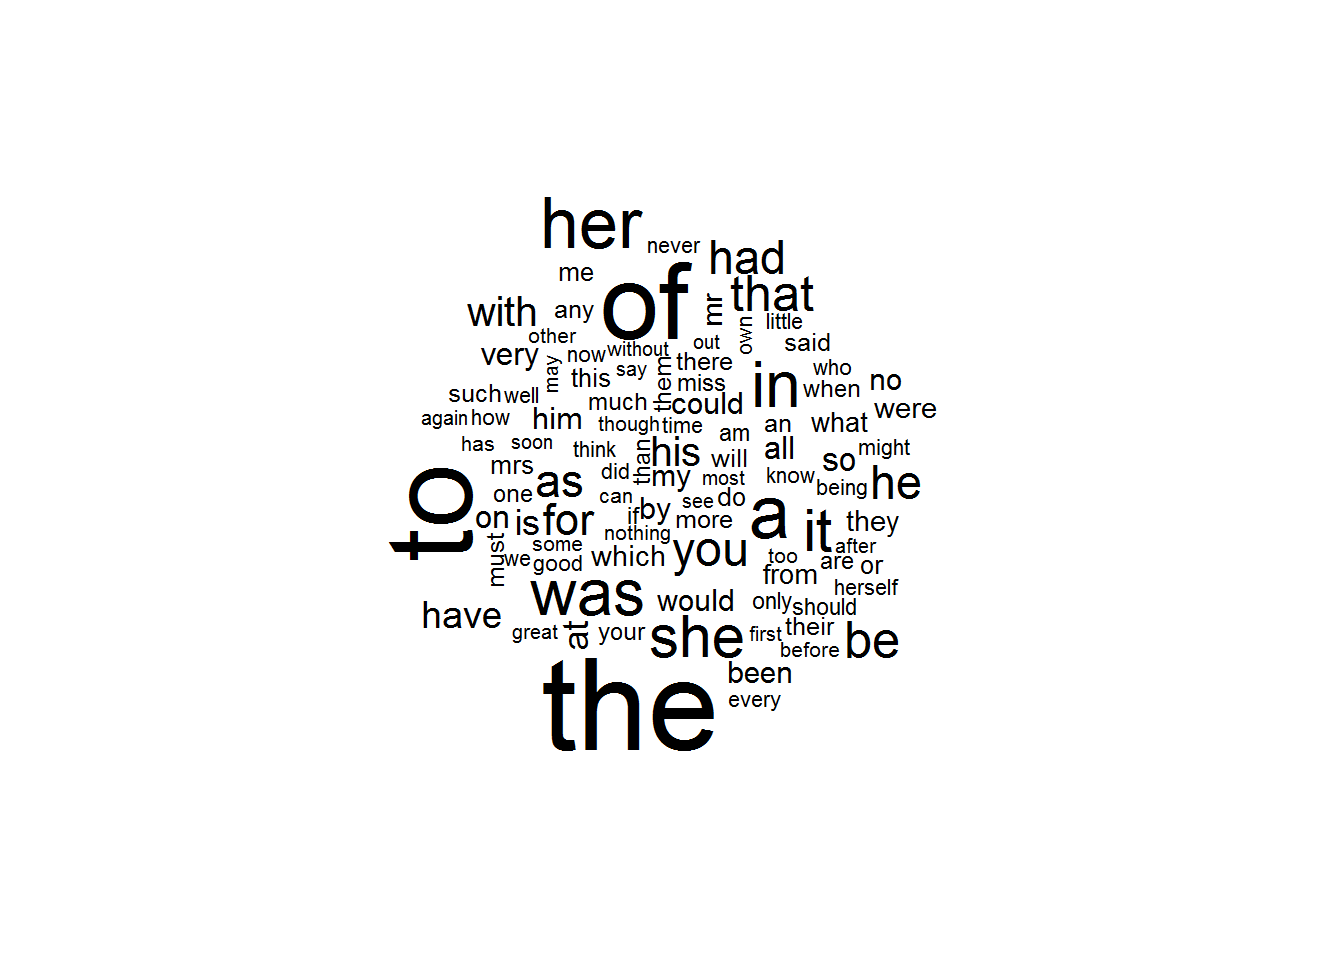 her never had
me of mr that
with any own little
other without out said
very now there who
may this say them miss in when no
such well much could were
again how him though time am an what
has soon think than his will all might
mrs did my most know so being he
one as can see do
on is for if by more a it they
nothing
must we some good which you too from after are or
herself
was would only should
have great at your she first their before be
the been
every